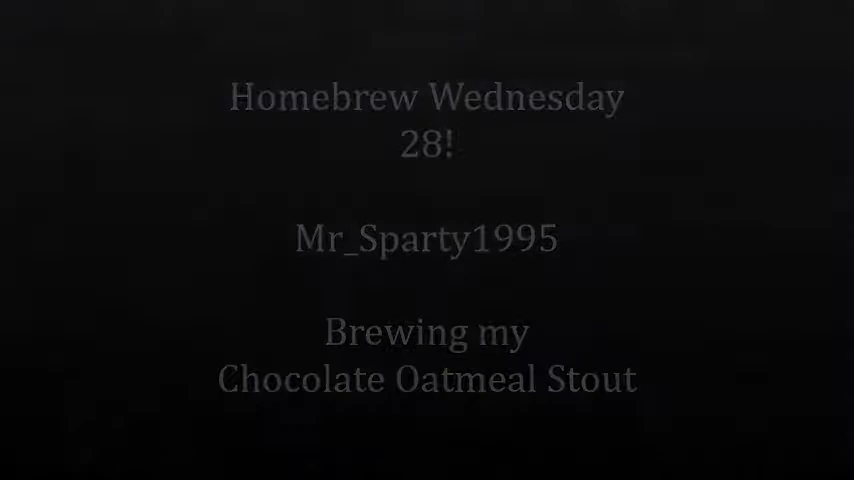 Homebrew Wednesday
28!
Mr_Sparty1995
Brewing my
Chocolate Oatmeal Stout